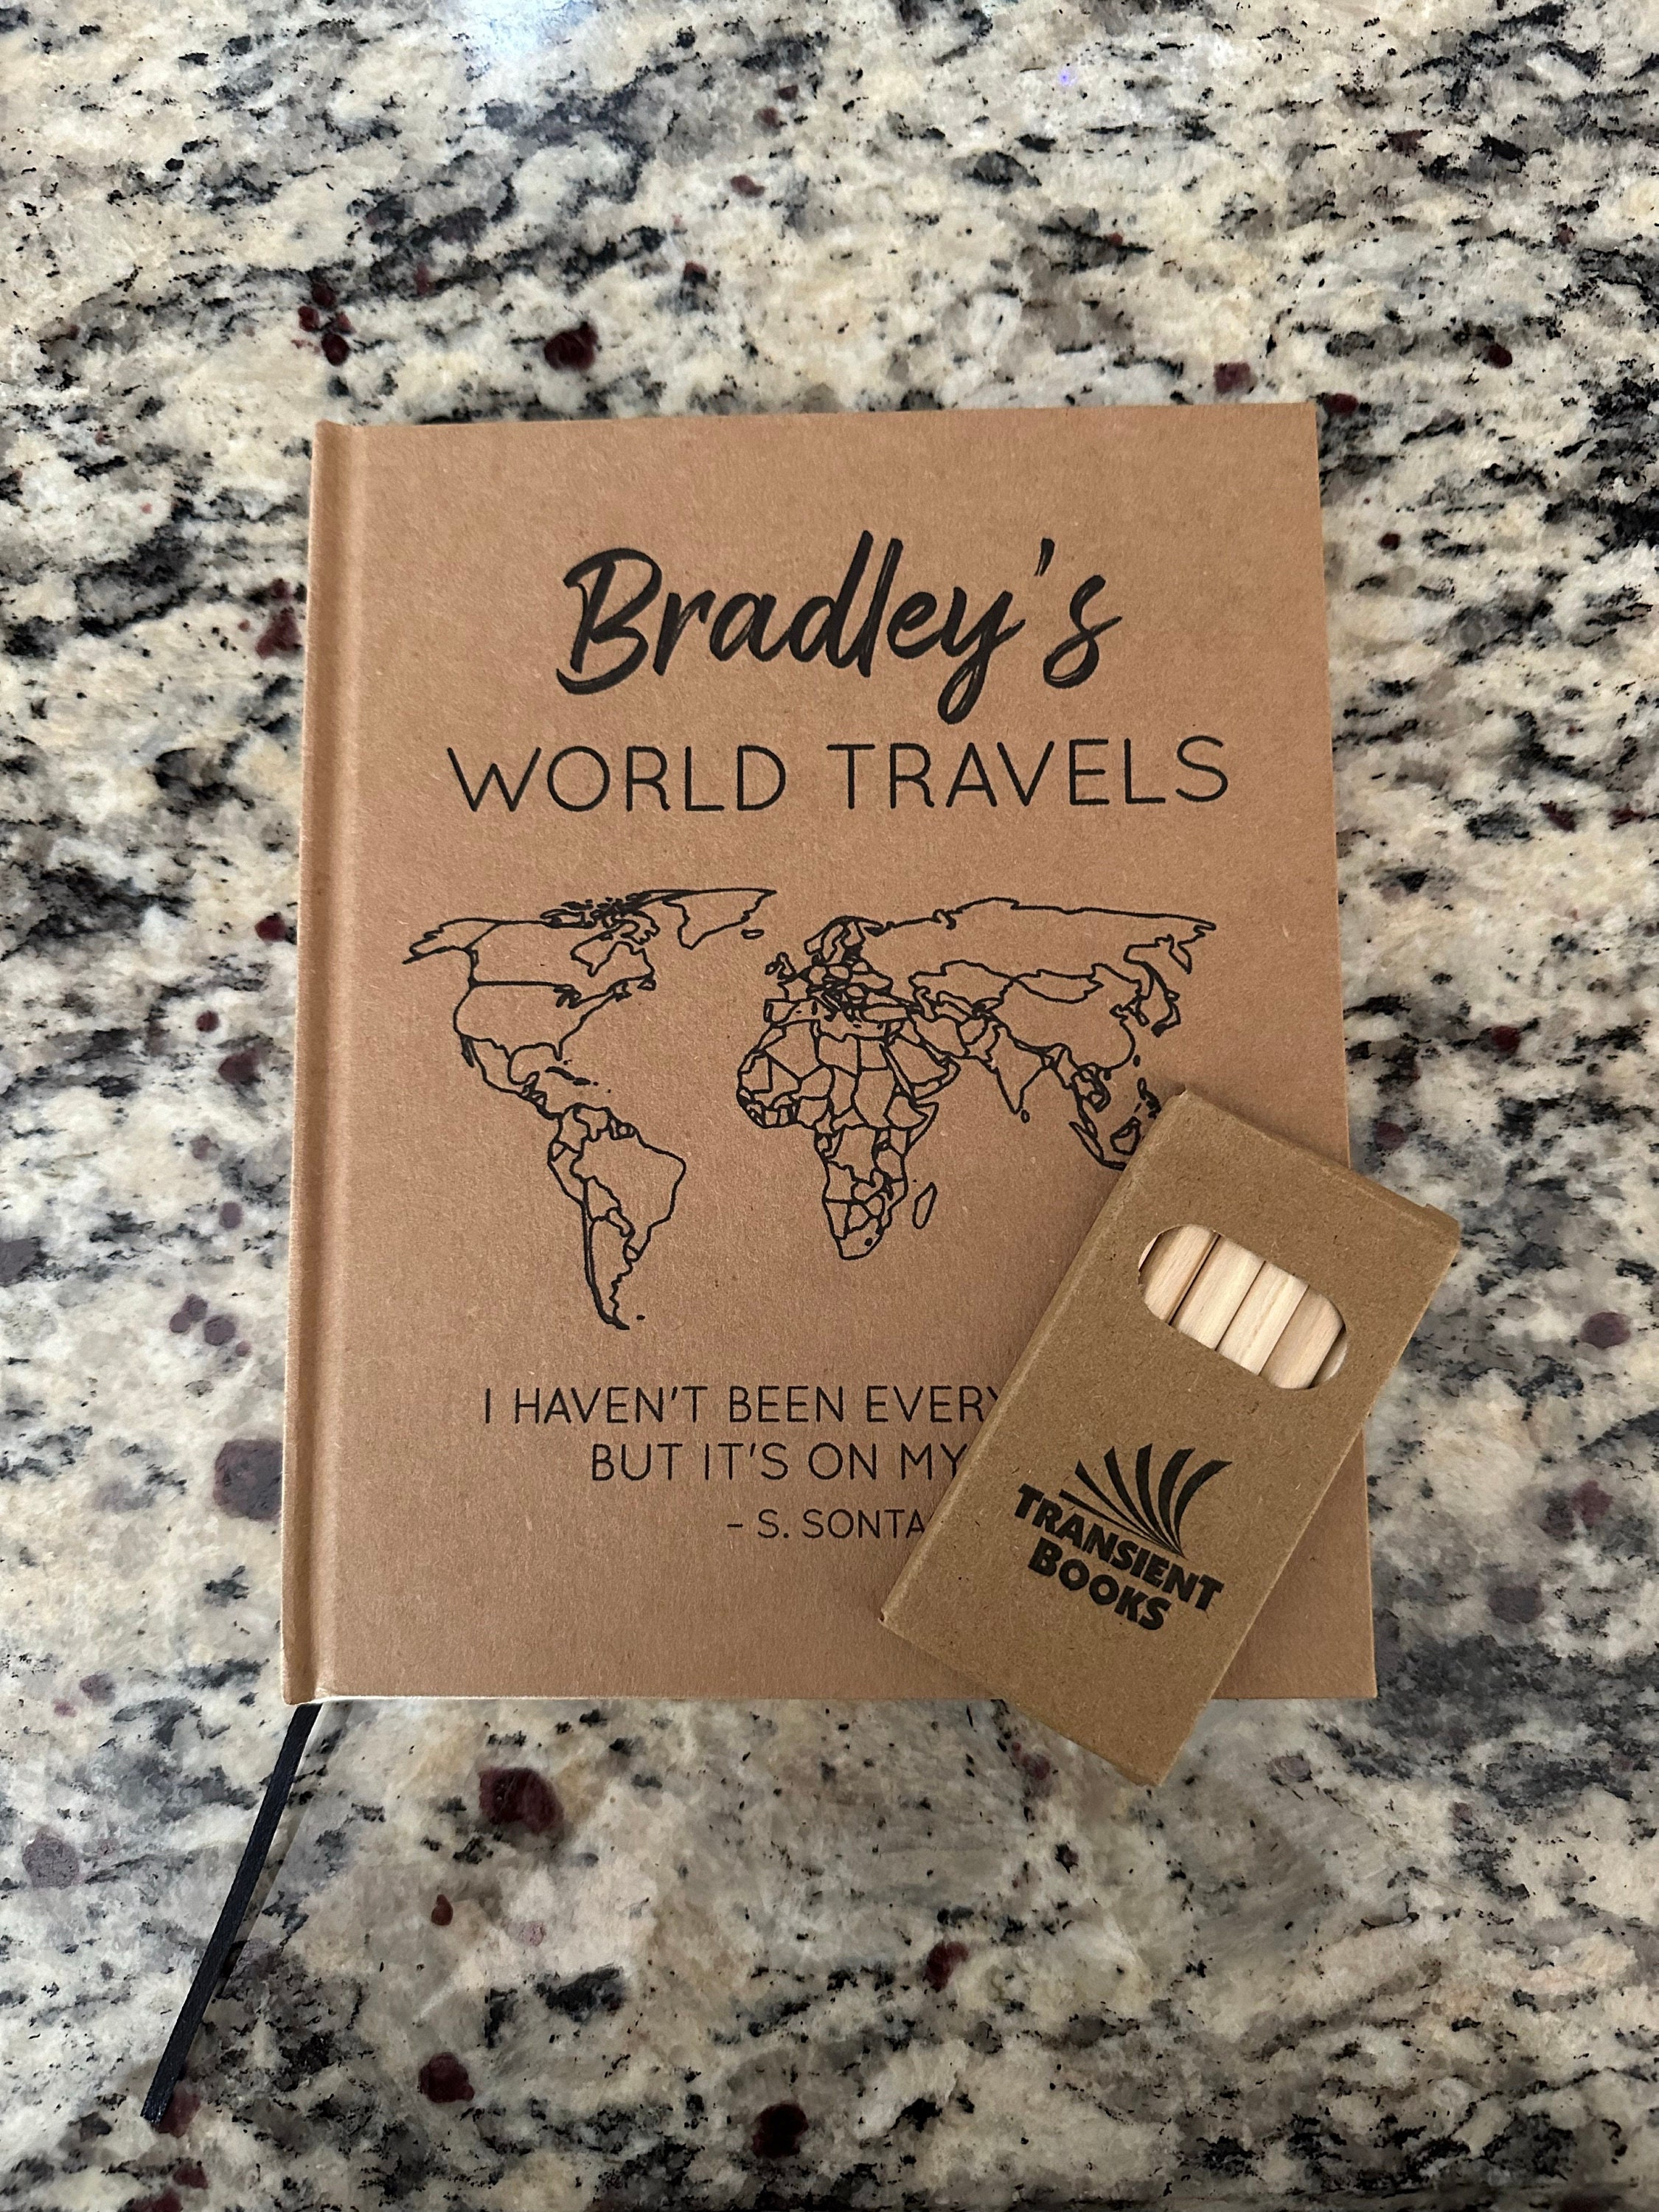 Bradley's
WORLD TRAVELS
I HAVEN'T BEEN EVERY
BUT IT'S ON MY
- S. SONTA
TRANSIENT
BOOKS